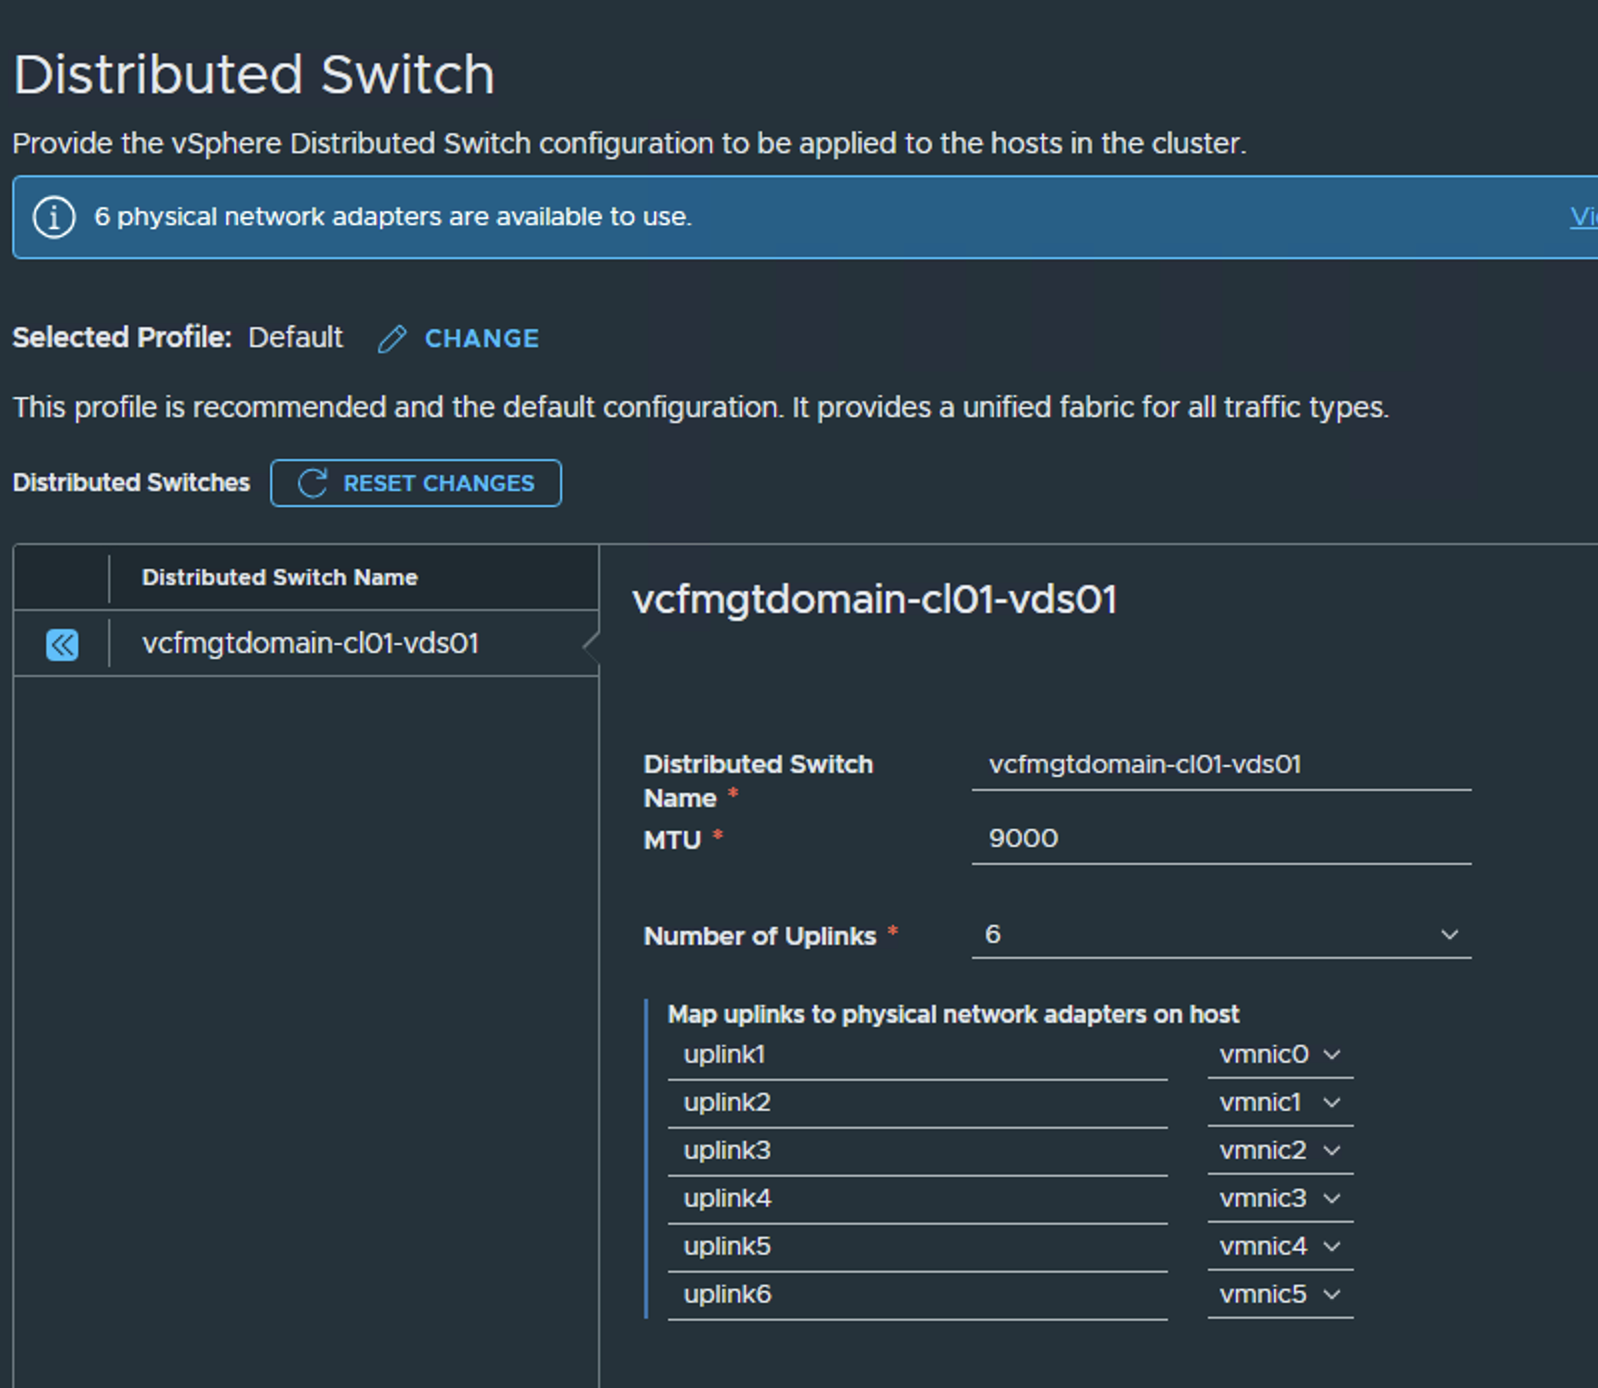 Distributed Switch
Provide the vSphere Distributed Switch configuration to be applied to the hosts in the cluster.
6 physical network adapters are available to use.
Selected Profile: Default CHANGE
This profile is recommended and the default configuration. It provides a unified fabric for all traffic types.
Distributed Switches RESET CHANGES
Distributed Switch Name
vcfmgtdomain-cl01-vds01
vcfmgtdomain-cl01-vds01
Distributed Switch Name * vcfmgtdomain-cl01-vds01
MTU * 9000
Number of Uplinks * 6
Map uplinks to physical network adapters on host
uplink1 vmnic0
uplink2 vmnic1
uplink3 vmnic2
uplink4 vmnic3
uplink5 vmnic4
uplink6 vmnic5